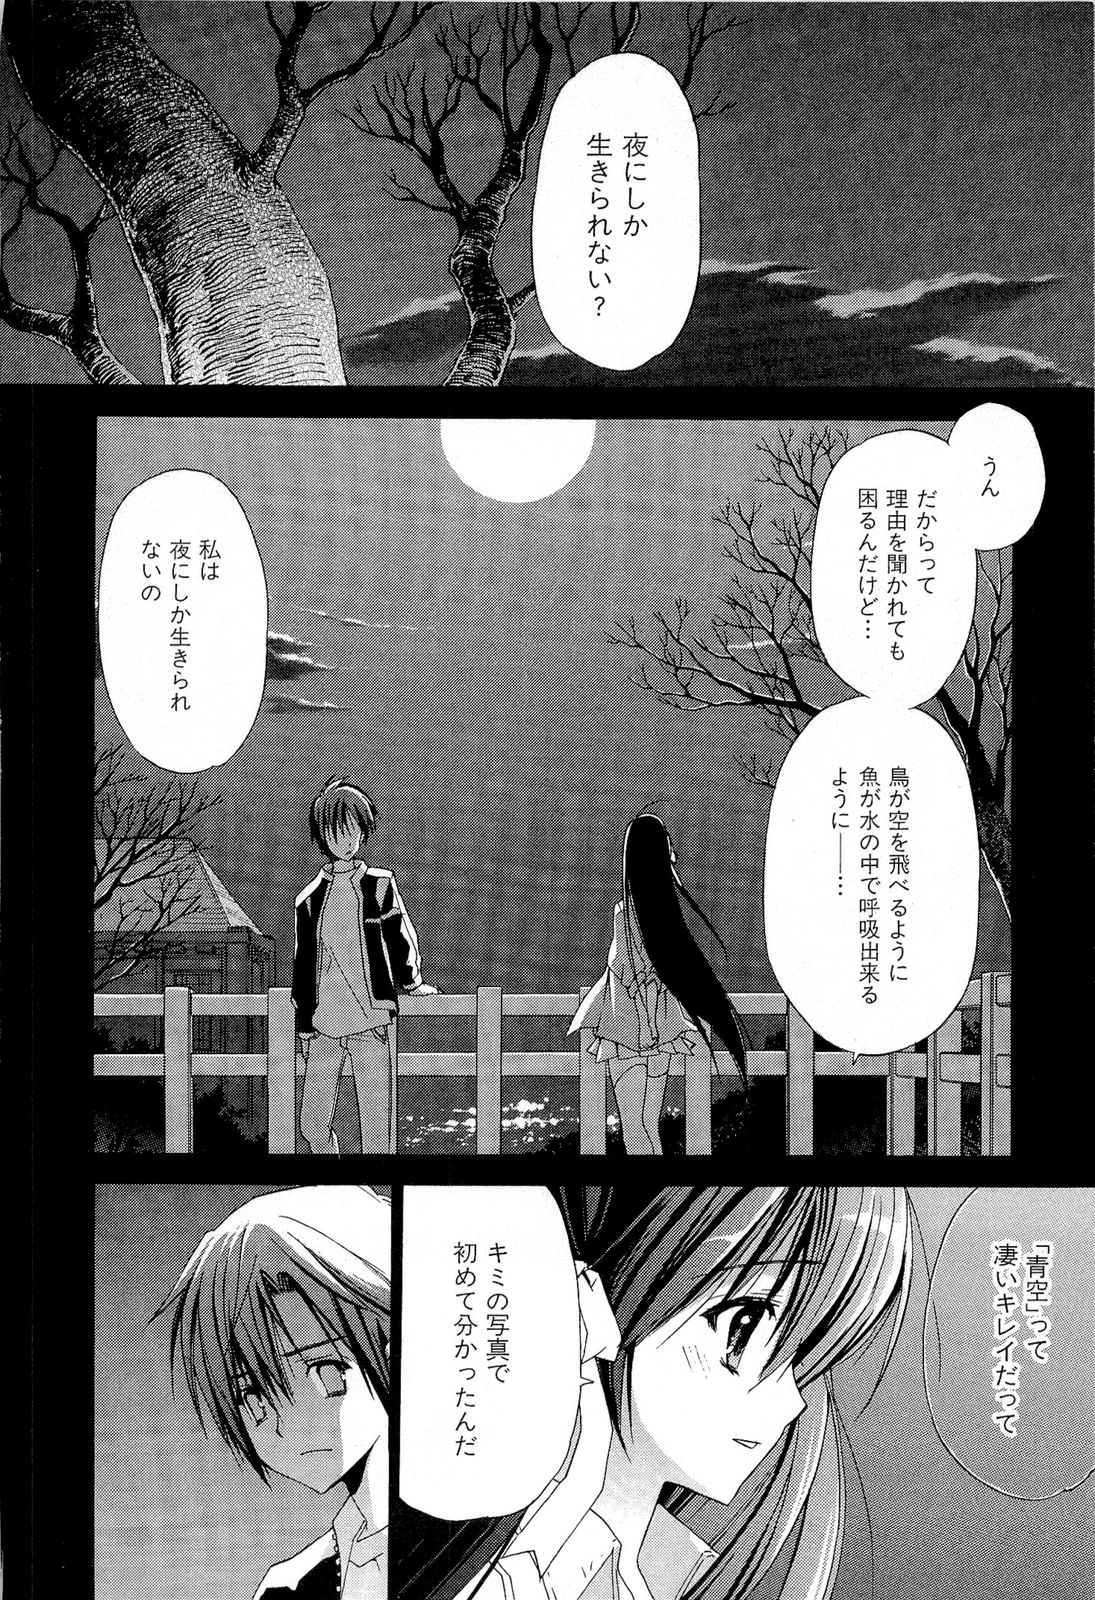 夜にしか
生きられない？
うん
だからって
理由を聞かれても
困るんだけど…
鳥が空を飛べるように
魚が水の中で呼吸出来る
ように――…
私は
夜にしか生きられ
ないの
「青空」って
凄いキレイだって
キミの写真で
初めて分かったんだ